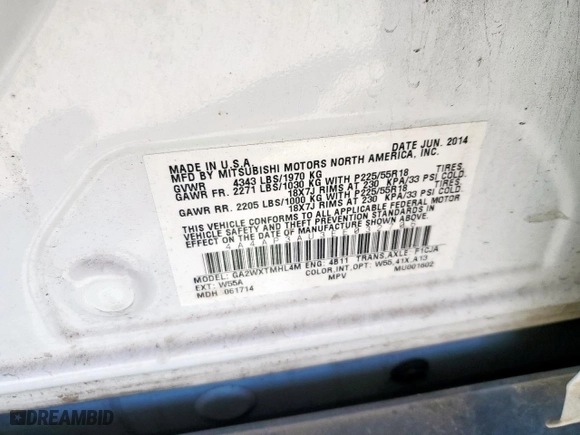 MADE IN U.S.A. DATE JUN. 2014
MFD BY MITSUBISHI MOTORS NORTH AMERICA, INC.
GVWR 4343 LBS/1970 KG
GAWR FR. 2271 LBS/1030 KG WITH P225/55R18 TIRES.
18X7J RIMS AT 230 KPA/33 PSI COLD.
GAWR RR. 2205 LBS/1000 KG WITH P225/55R18 TIRES.
18X7J RIMS AT 230 KPA/33 PSI COLD.
THIS VEHICLE CONFORMS TO ALL APPLICABLE FEDERAL MOTOR
VEHICLE SAFETY AND THEFT PREVENTION STANDARDS IN EFFECT ON THE
DATE OF MANUFACTURE SHOWN ABOVE.
MODEL: GA2WXTMHL4M ENG: 4B11 TRANS.AXLE: F1CJA
EXT: W55A COLOR,INT,OPT: W55,41X,A13
MDH: 061714 MPV MU001602
DREAMBID